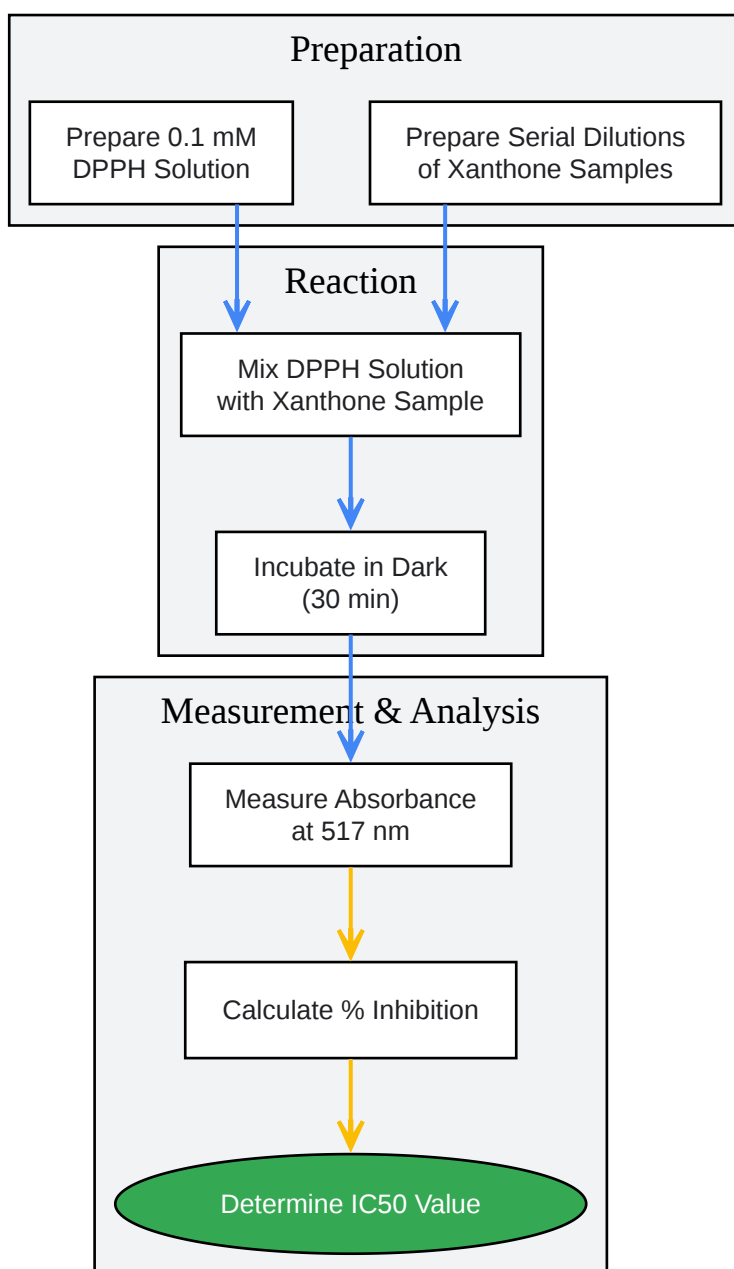 Preparation
Prepare 0.1 mM
DPPH Solution
Prepare Serial Dilutions
of Xanthone Samples
Reaction
Mix DPPH Solution
with Xanthone Sample
Incubate in Dark
(30 min)
Measurement & Analysis
Measure Absorbance
at 517 nm
Calculate % Inhibition
Determine IC50 Value